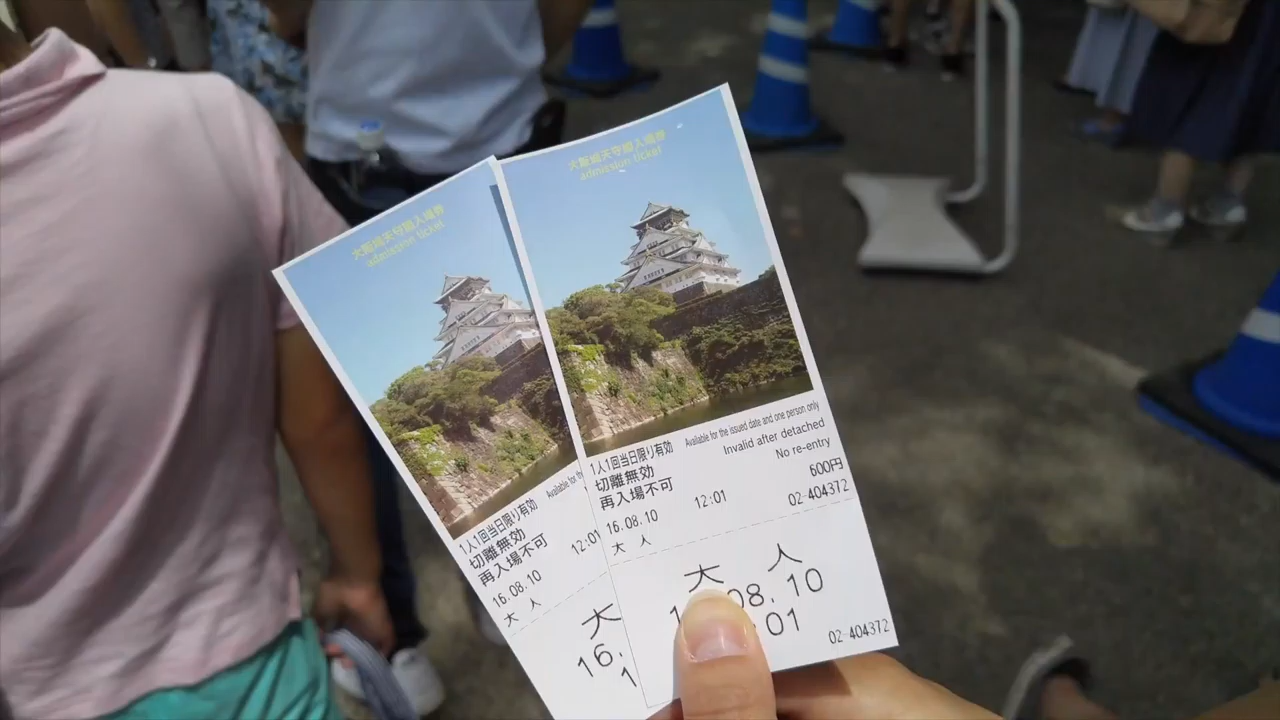 大阪城天守閣入場券
admission ticket
1人1回当日限り有効
切離無効
再入場不可
12:01
16.08.10
大 人
大
16.
1
大阪城天守閣入場券
admission ticket
1人1回当日限り有効
Available for the issued date and one person only
切離無効
Invalid after detached
再入場不可
No re-entry
600円
16.08.10 12:01 02-404372
大 人
大 人
08.10
01
02-404372